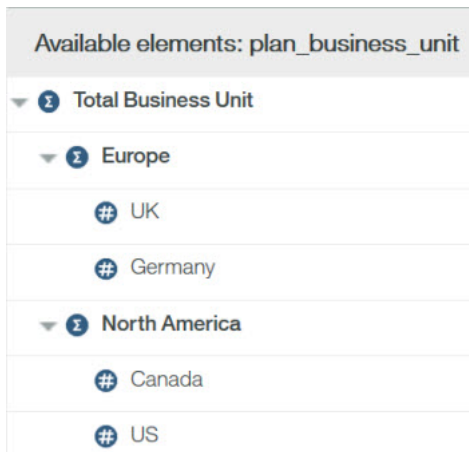 Available elements: plan_business_unit
Σ Total Business Unit
Σ Europe
# UK
# Germany
Σ North America
# Canada
# US